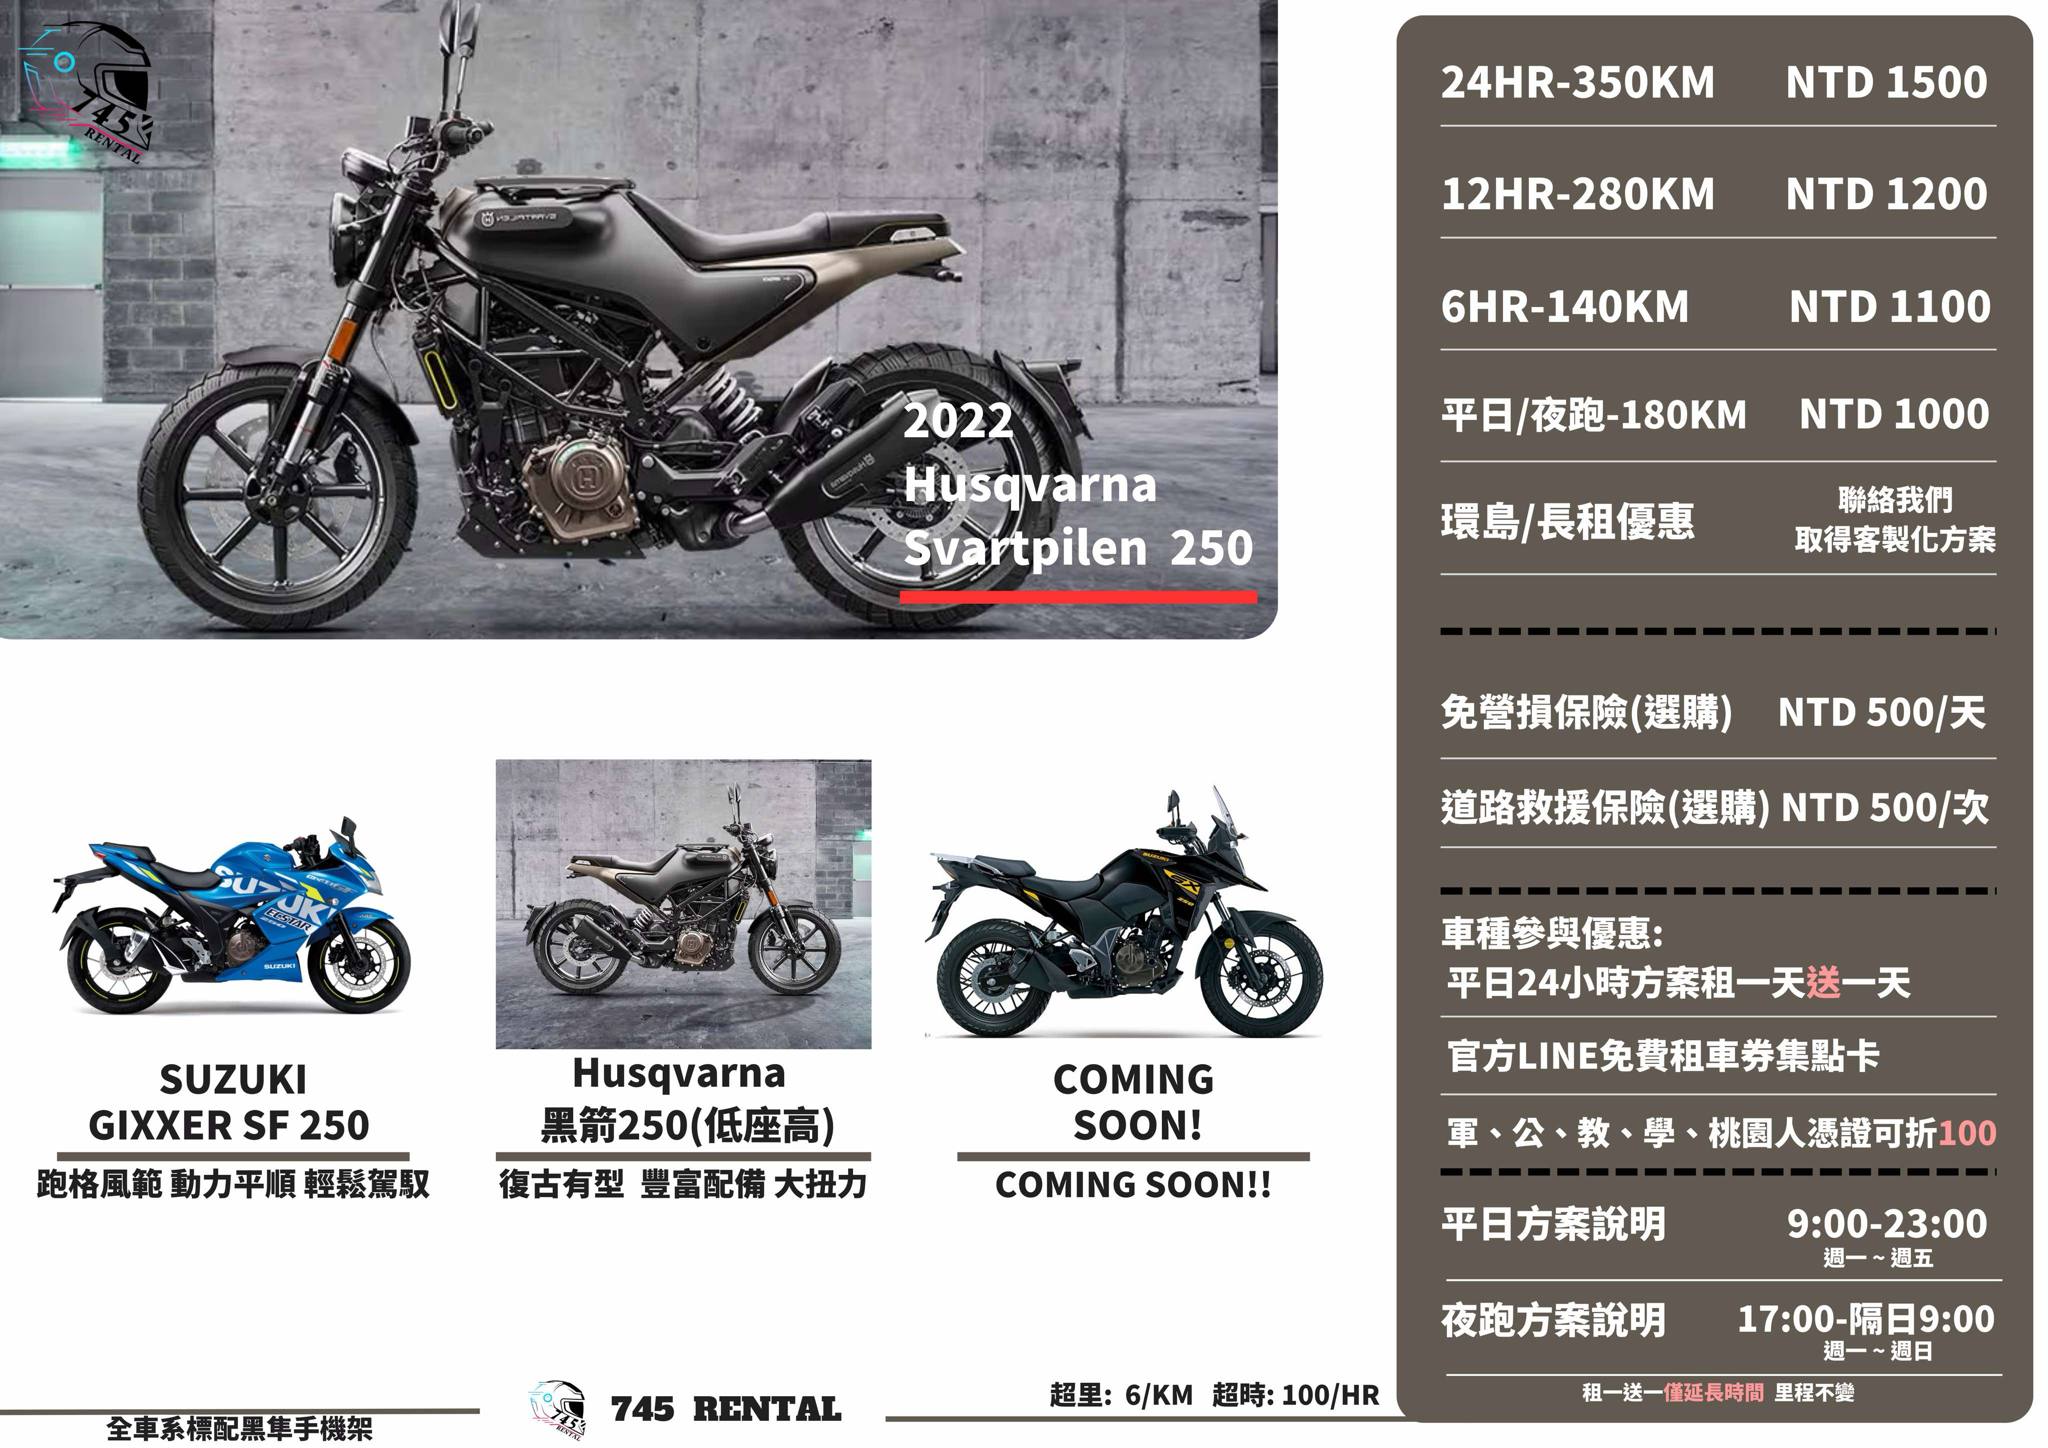 745
RENTAL
2022
Husqvarna
Svartpilen 250
24HR-350KM NTD 1500
12HR-280KM NTD 1200
6HR-140KM NTD 1100
平日/夜跑-180KM NTD 1000
環島/長租優惠 聯絡我們
取得客製化方案
免營損保險(選購) NTD 500/天
道路救援保險(選購) NTD 500/次
車種參與優惠:
平日24小時方案租一天送一天
官方LINE免費租車券集點卡
軍、公、教、學、桃園人憑證可折100
平日方案說明 9:00-23:00
週一 ~ 週五
夜跑方案說明 17:00-隔日9:00
週一 ~ 週日
租一送一僅延長時間 里程不變
SUZUKI
ECSTAR
SUZUKI
SUZUKI
GIXXER SF 250
跑格風範 動力平順 輕鬆駕馭
Husqvarna
黑箭250(低座高)
復古有型 豐富配備 大扭力
SUZUKI
SX
250
COMING
SOON!
COMING SOON!!
全車系標配黑隼手機架
745
RENTAL
745 RENTAL
超里: 6/KM 超時: 100/HR